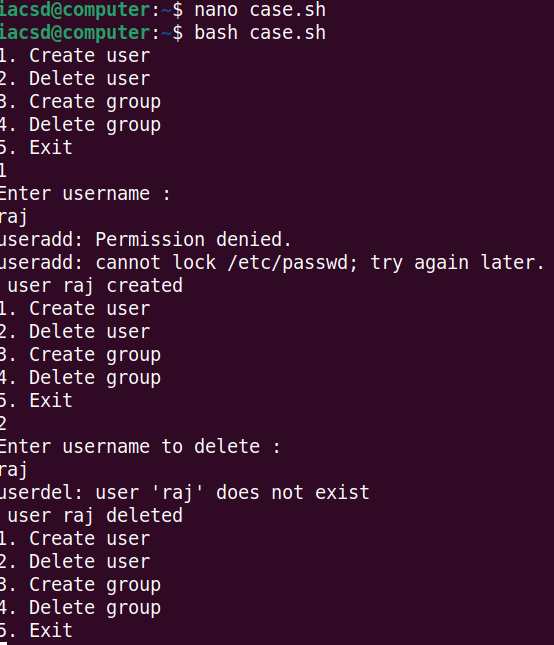 iacsd@computer:~$ nano case.sh
iacsd@computer:~$ bash case.sh
1. Create user
2. Delete user
3. Create group
4. Delete group
5. Exit
1
Enter username :
raj
useradd: Permission denied.
useradd: cannot lock /etc/passwd; try again later.
 user raj created
1. Create user
2. Delete user
3. Create group
4. Delete group
5. Exit
2
Enter username to delete :
raj
userdel: user 'raj' does not exist
 user raj deleted
1. Create user
2. Delete user
3. Create group
4. Delete group
5. Exit